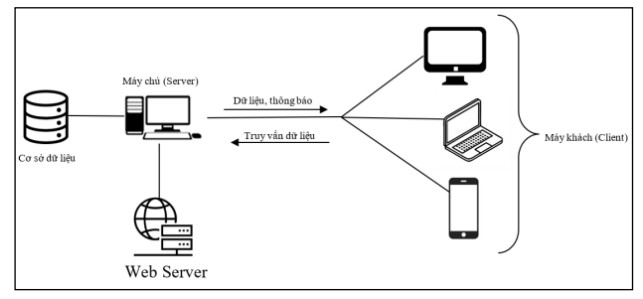 Máy chủ (Server)
Dữ liệu, thông báo
Truy vấn dữ liệu
Cơ sở dữ liệu
Máy khách (Client)
Web Server